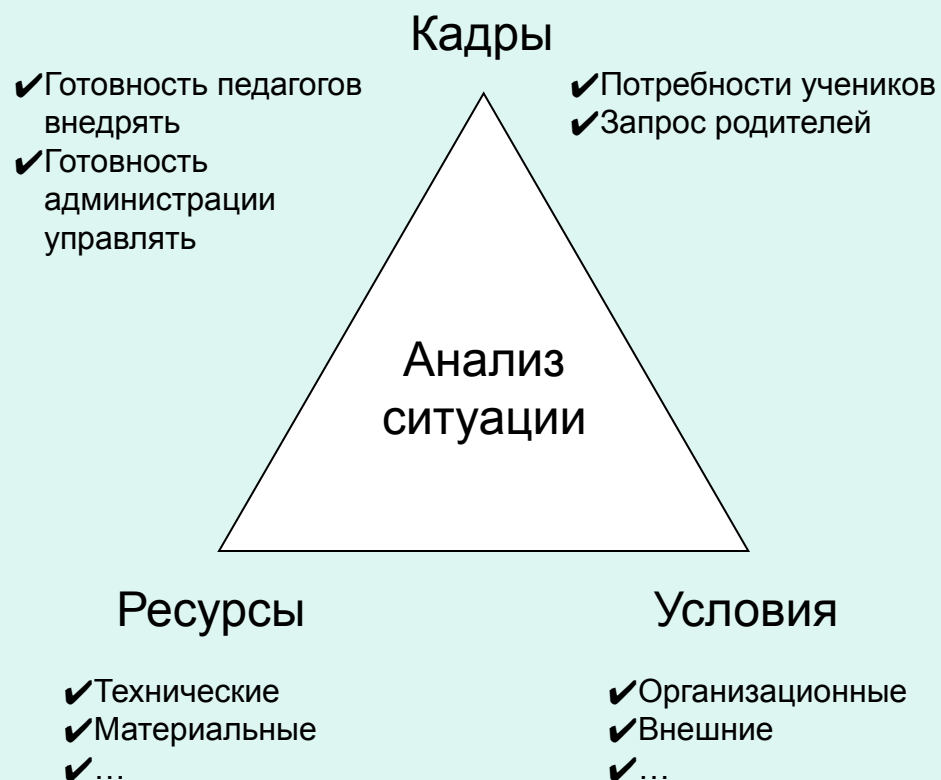 Кадры
✔Готовность педагогов
внедрять
✔Готовность
администрации
управлять
✔Потребности учеников
✔Запрос родителей
Анализ
ситуации
Ресурсы
✔Технические
✔Материальные
✔...
Условия
✔Организационные
✔Внешние
✔...